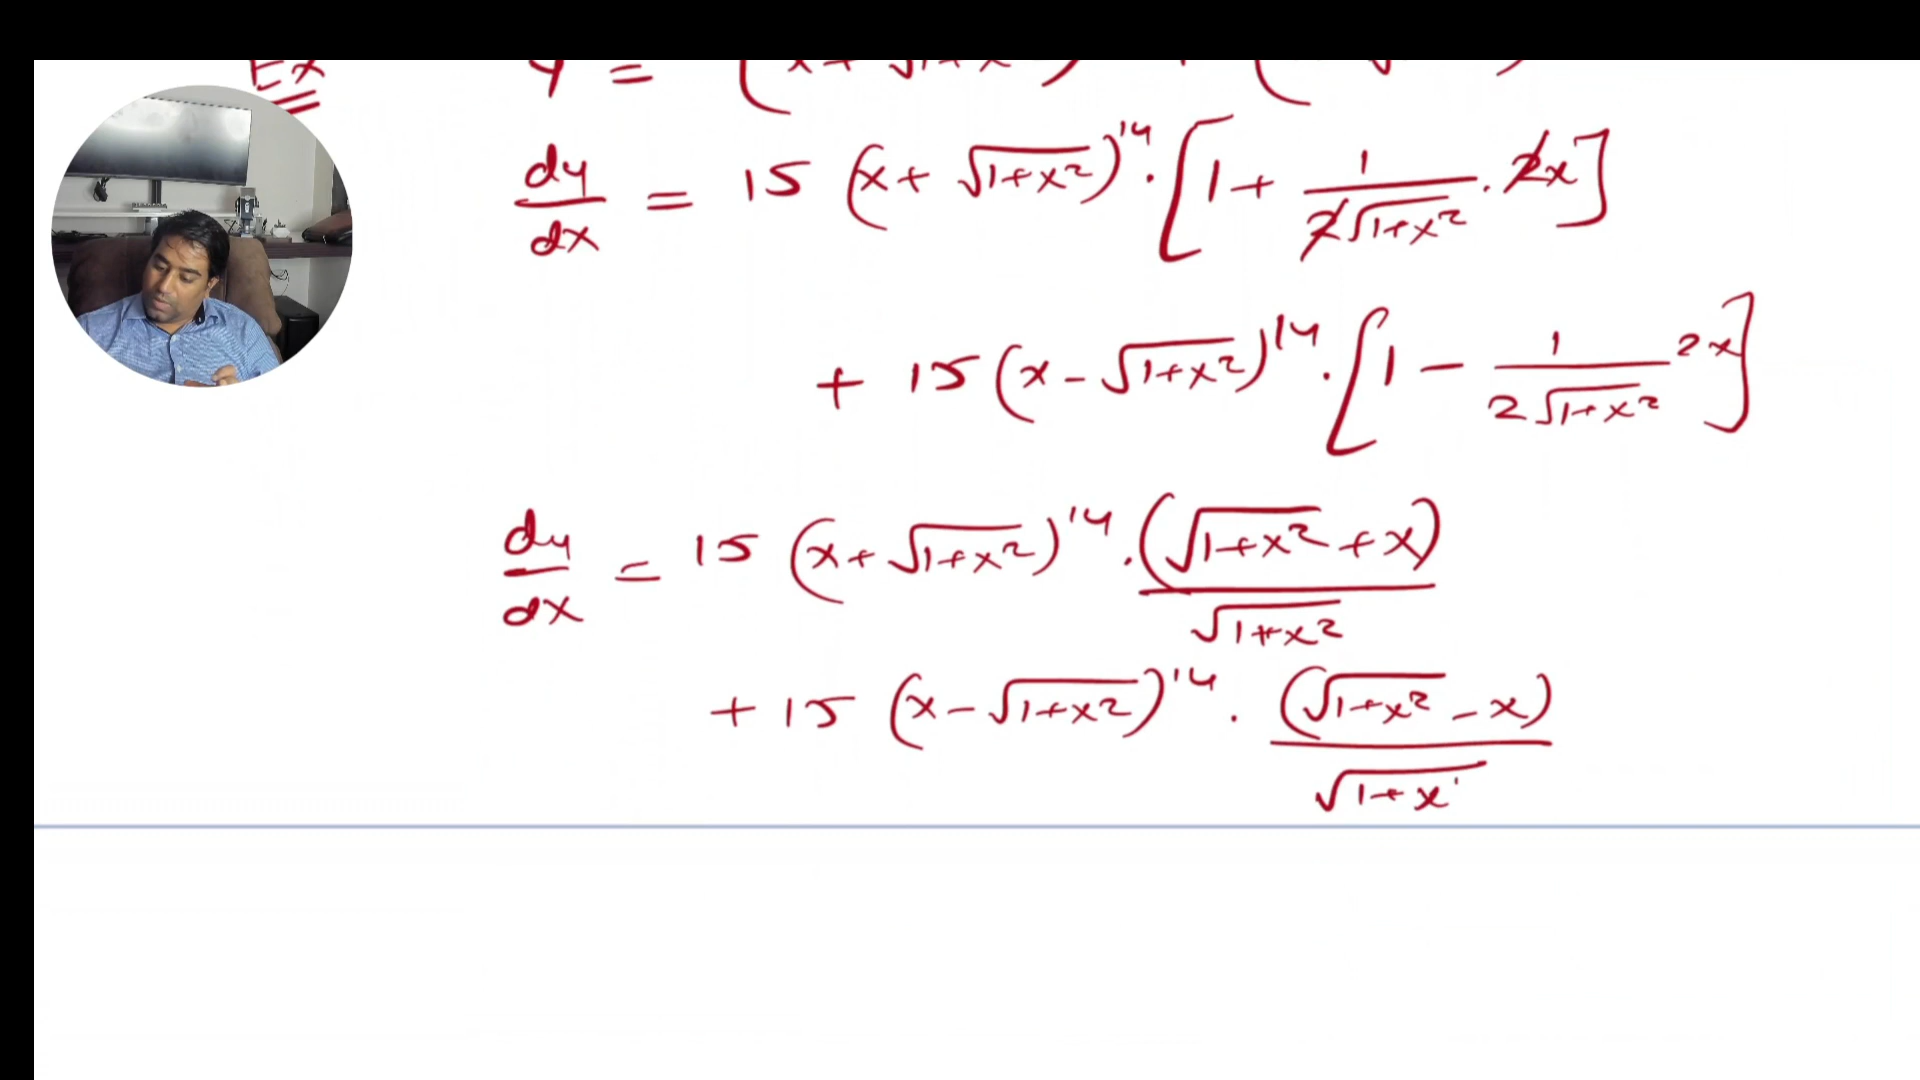 Ex y = (x + √1+x
dy/dx = 15 (x + √(1+x²))¹⁴ . [1 + 1/(2√(1+x²)) . 2x]
+ 15 (x - √(1+x²))¹⁴ . [1 - 1/(2√(1+x²)) 2x]
dy/dx = 15 (x + √(1+x²))¹⁴ . (√(1+x²) + x)/√(1+x²)
+ 15 (x - √(1+x²))¹⁴ . (√(1+x²) - x)/√(1+x